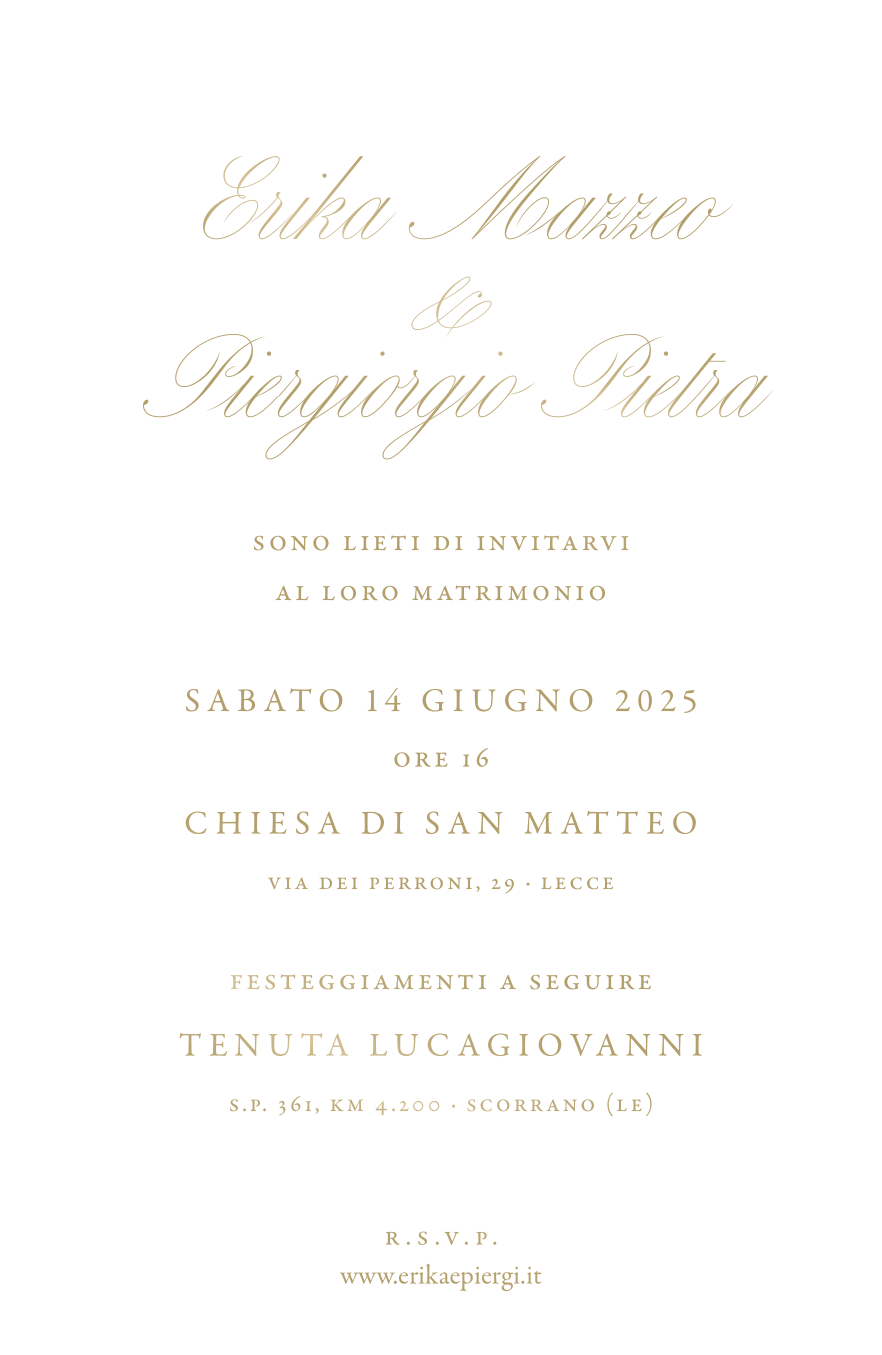 Erika Mazzeo
&
Piergiorgio Pietra
SONO LIETI DI INVITARVI
AL LORO MATRIMONIO
SABATO 14 GIUGNO 2025
ORE 16
CHIESA DI SAN MATTEO
VIA DEI PERRONI, 29 · LECCE
FESTEGGIAMENTI A SEGUIRE
TENUTA LUCAGIOVANNI
S.P. 361, KM 4.200 · SCORRANO (LE)
R.S.V.P.
www.erikaepiergi.it